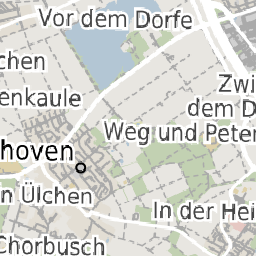 Vor dem Dorfe
chen
Zwi
enkaule
dem D
Weg und Peter
hoven
n Ülchen
In der Hei
Chorbusch